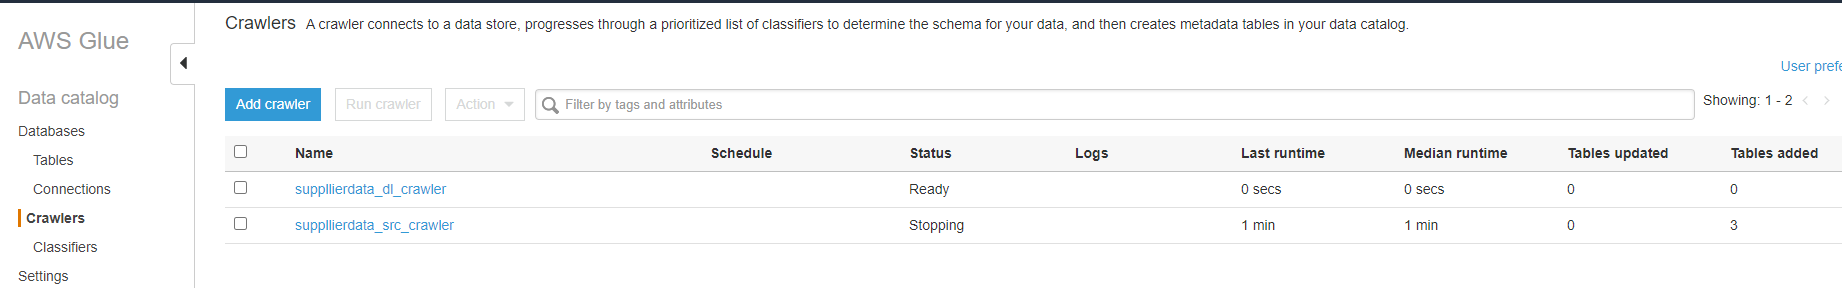 AWS Glue
Data catalog
Databases
Tables
Connections
Crawlers
Classifiers
Settings
Crawlers A crawler connects to a data store, progresses through a prioritized list of classifiers to determine the schema for your data, and then creates metadata tables in your data catalog.
User prefe
Add crawler Run crawler Action Filter by tags and attributes Showing: 1 - 2
Name Schedule Status Logs Last runtime Median runtime Tables updated Tables added
suppllierdata_dl_crawler Ready 0 secs 0 secs 0 0
suppllierdata_src_crawler Stopping 1 min 1 min 0 3